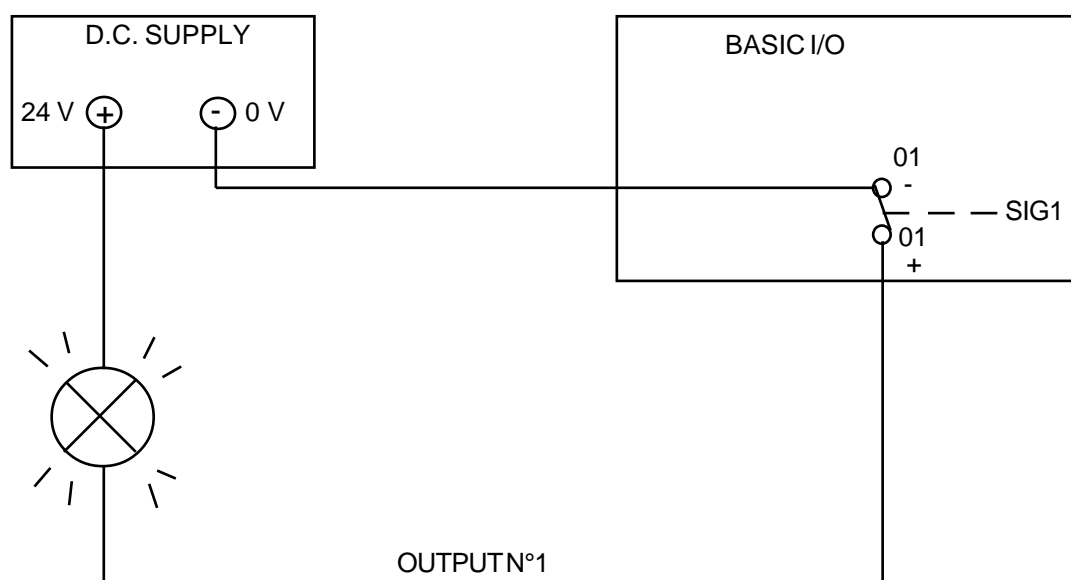 D.C. SUPPLY
24 V + - 0 V
BASIC I/O
01
-
SIG1
01
+
OUTPUT N°1